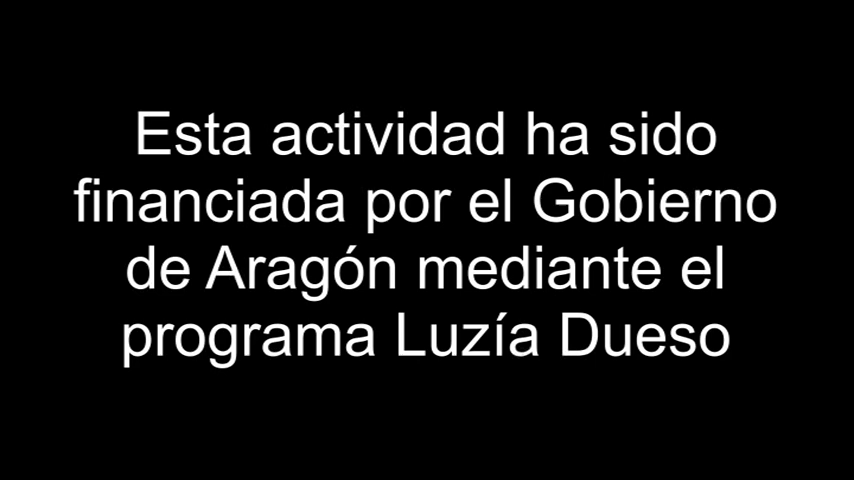 Esta actividad ha sido
financiada por el Gobierno
de Aragón mediante el
programa Luzía Dueso